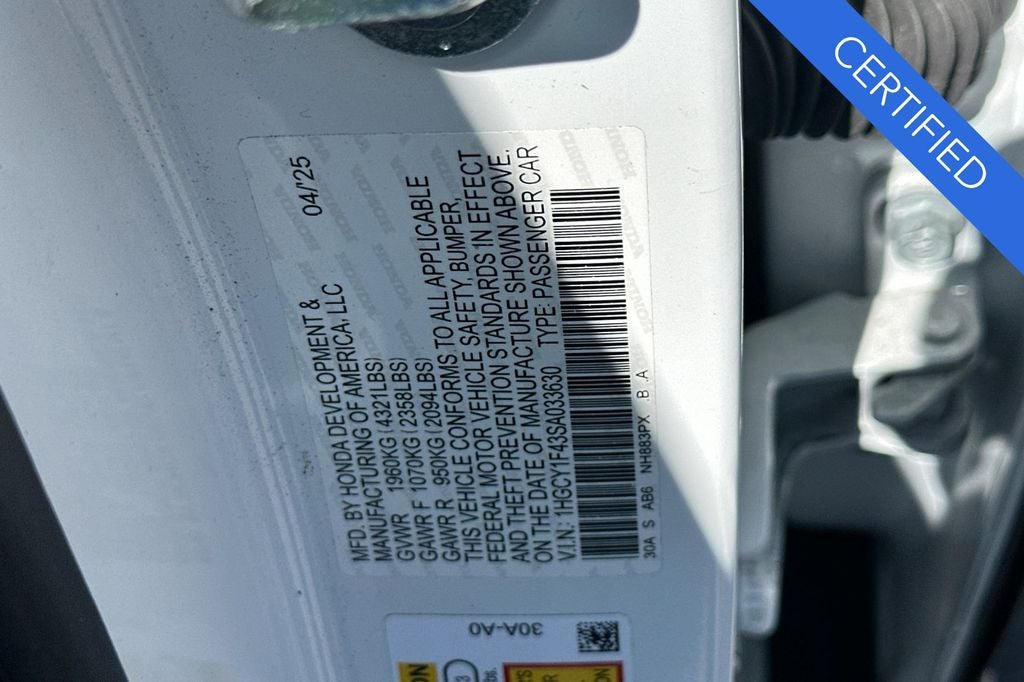 MFD. BY HONDA DEVELOPMENT & 04/'25
MANUFACTURING OF AMERICA, LLC
GVWR 1960KG(4321LBS)
GAWR F 1070KG(2358LBS)
GAWR R 950KG(2094LBS)
THIS VEHICLE CONFORMS TO ALL APPLICABLE
FEDERAL MOTOR VEHICLE SAFETY, BUMPER,
AND THEFT PREVENTION STANDARDS IN EFFECT
ON THE DATE OF MANUFACTURE SHOWN ABOVE.
V.I.N.: 1HGCY1F43SA033630 TYPE: PASSENGER CAR
30A S AB6 NH883PX .B .A
30A-A0
CERTIFIED